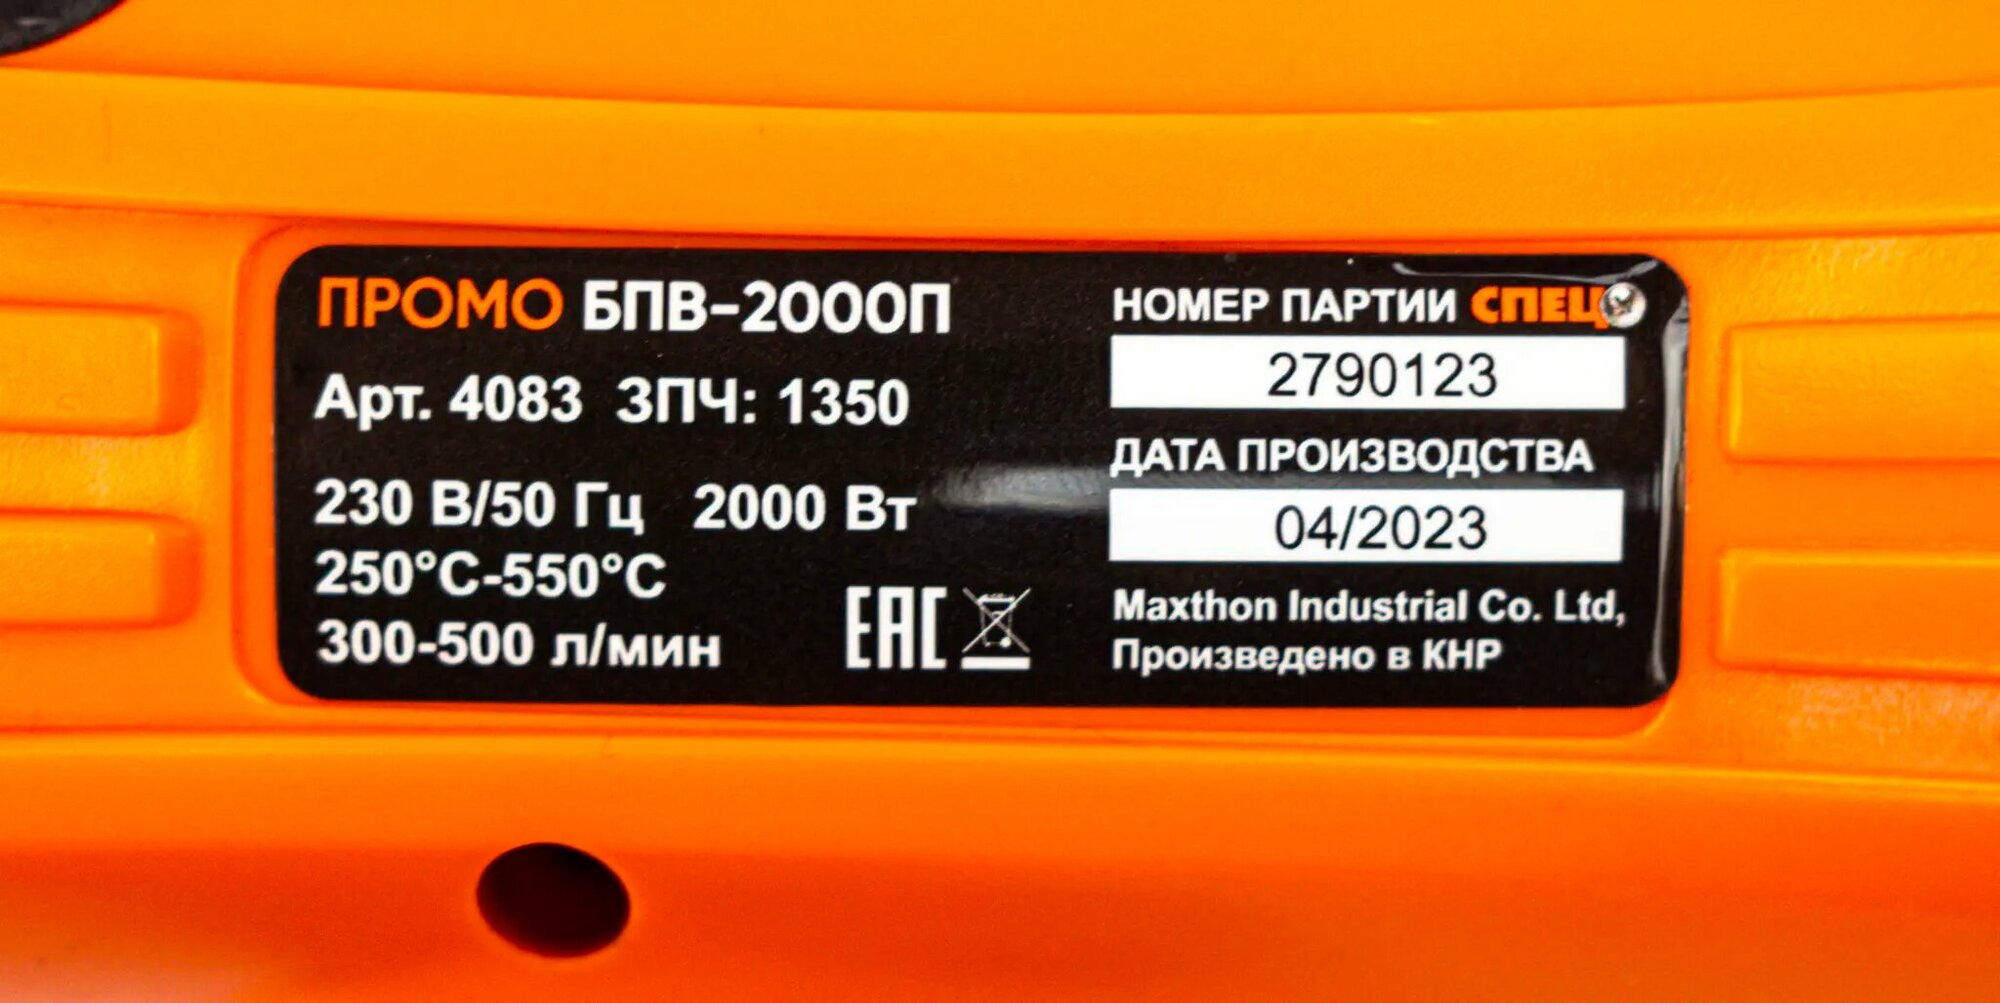 ПРОМО БПВ-2000П
Арт. 4083 ЗПЧ: 1350
230 В/50 Гц 2000 Вт
250°С-550°С
300-500 л/мин
EAC
НОМЕР ПАРТИИ СПЕЦ
2790123
ДАТА ПРОИЗВОДСТВА
04/2023
Maxthon Industrial Co. Ltd,
Произведено в КНР